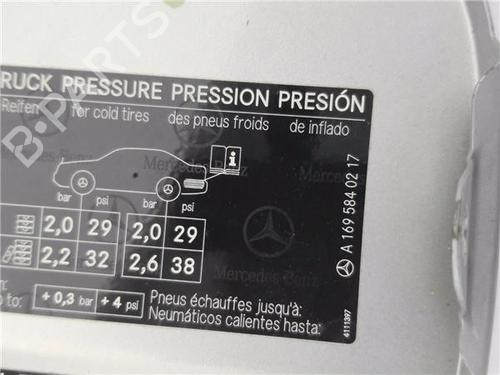 RUCK PRESSURE PRESSION PRESIÓN
Reifen for cold tires des pneus froids de inflado
i
bar psi bar psi
2,0 29 2,0 29
2,2 32 2,6 38
+ 0,3 bar + 4 psi
Pneus échauffes jusqu'à:
Neumáticos calientes hasta:
Mercedes-Benz
A 169 584 02 17
4111397
B-PARTS